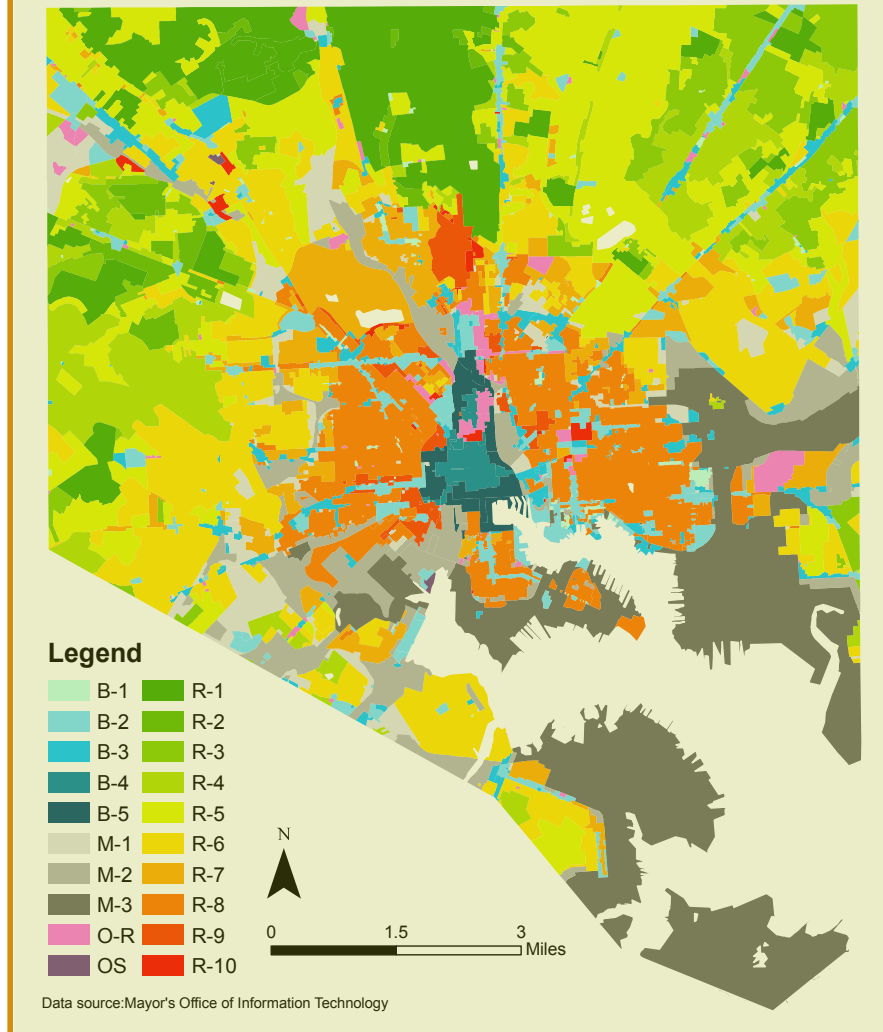 Legend
B-1 R-1
B-2 R-2
B-3 R-3
B-4 R-4
B-5 R-5
M-1 R-6
M-2 R-7
M-3 R-8
O-R R-9
OS R-10
N
0 1.5 3
Miles
Data source:Mayor's Office of Information Technology